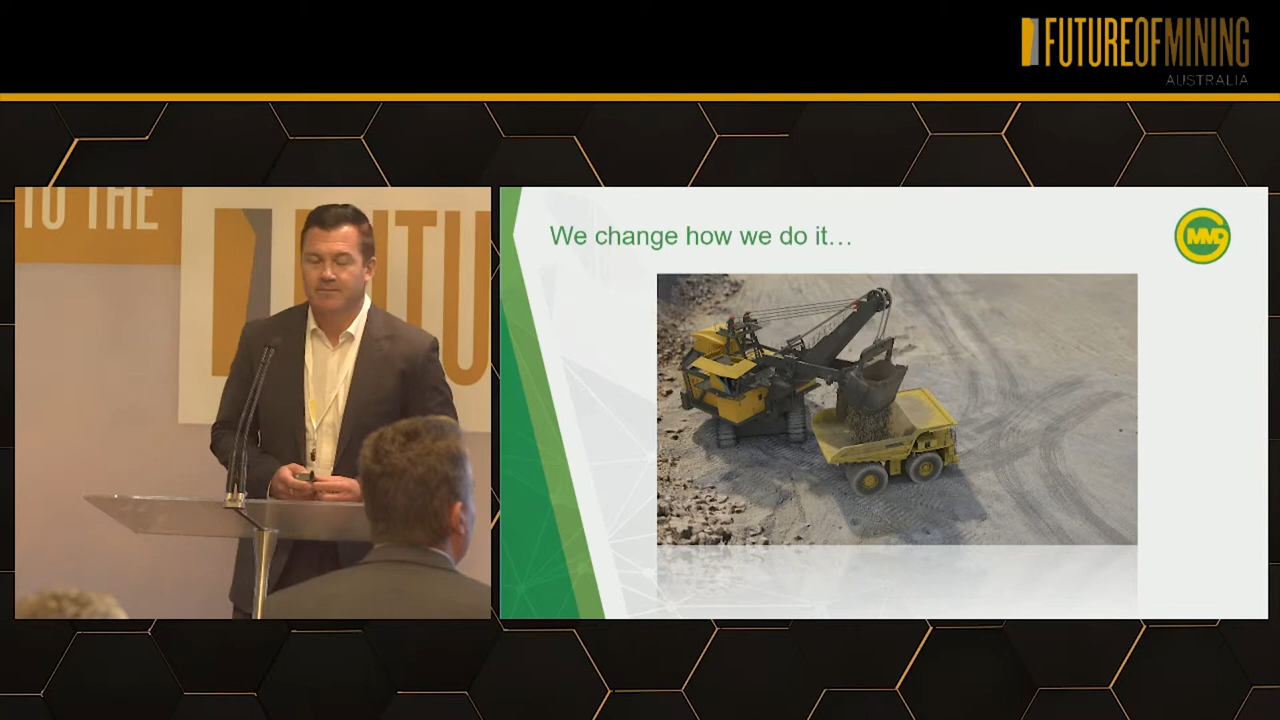 FUTUREOFMINING
AUSTRALIA
TO THE
FUTU
We change how we do it…
MMD